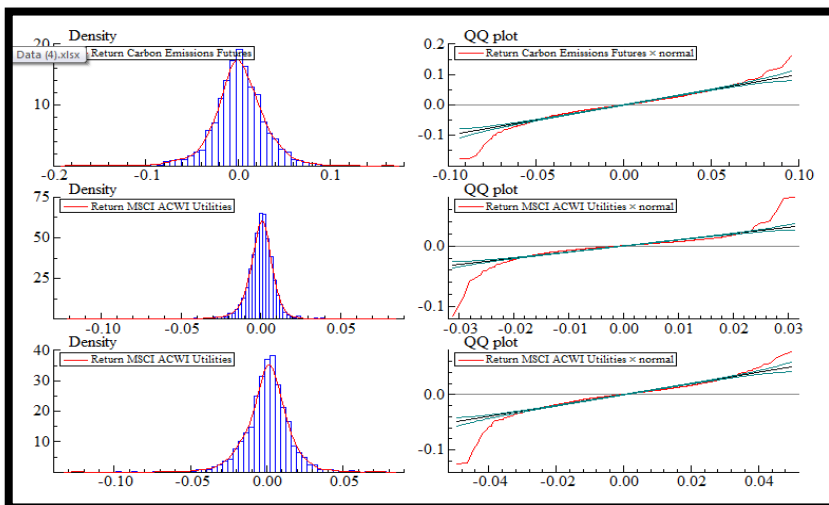 Density
20
Return Carbon Emissions Futures
Data (4).xlsx
10
-0.2 -0.1 0.0 0.1
QQ plot
0.2
Return Carbon Emissions Futures × normal
0.1
0.0
-0.1
-0.10 -0.05 0.00 0.05 0.10
Density
75
Return MSCI ACWI Utilities
50
25
-0.10 -0.05 0.00 0.05
QQ plot
Return MSCI ACWI Utilities × normal
0.0
-0.1
-0.03 -0.02 -0.01 0.00 0.01 0.02 0.03
Density
40
Return MSCI ACWI Utilities
30
20
10
-0.10 -0.05 0.00 0.05
QQ plot
Return MSCI ACWI Utilities × normal
0.0
-0.1
-0.04 -0.02 0.00 0.02 0.04